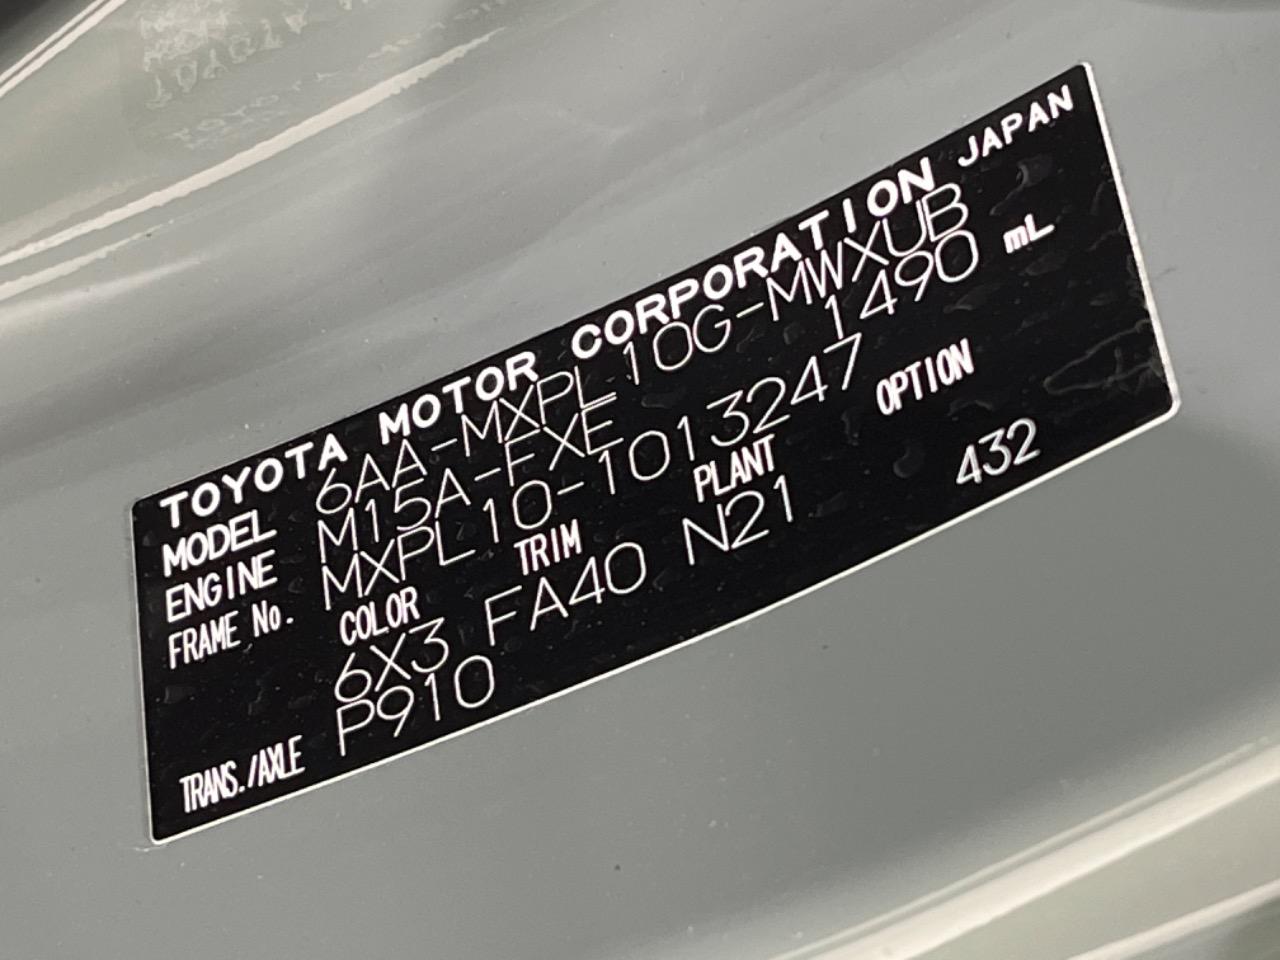 TOYOTA MOTOR CORPORATION JAPAN
MODEL 6AA-MXPL10G-MWXUB
ENGINE M15A-FXE 1490 mL
FRAME No. MXPL10-1013247
COLOR TRIM PLANT OPTION
6X3 FA40 N21 432
TRANS./AXLE P910